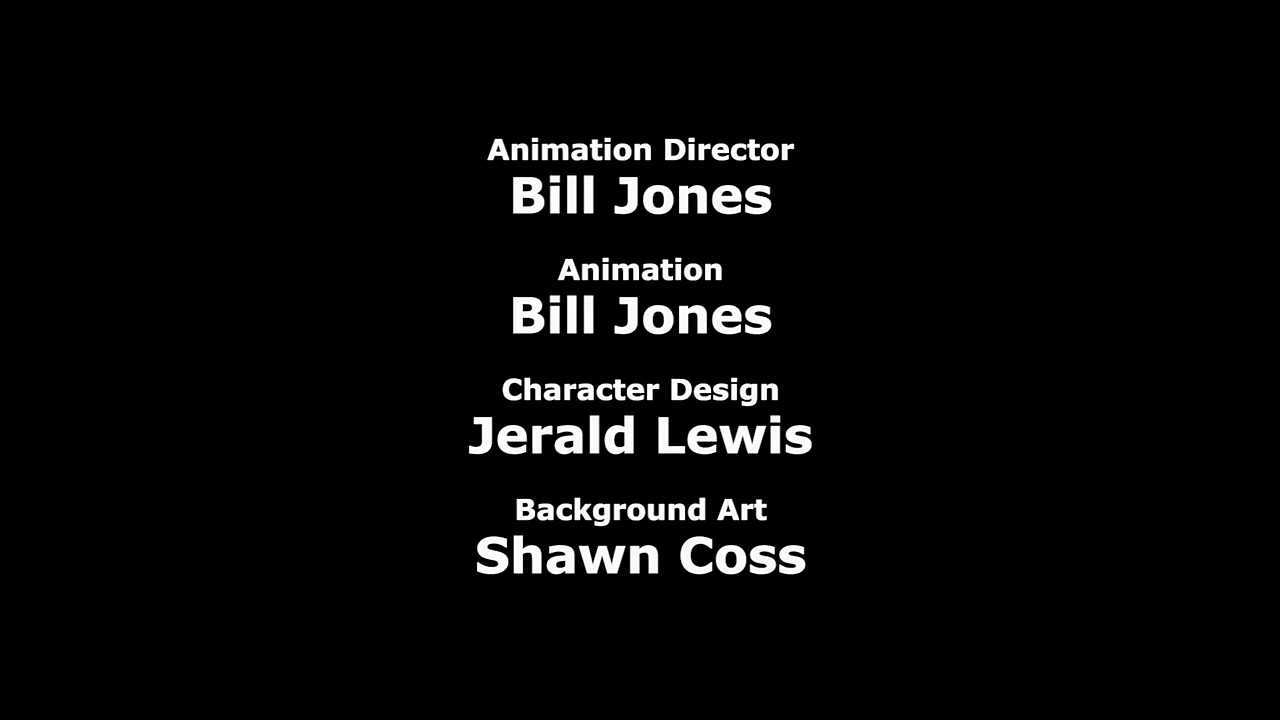 Animation Director
Bill Jones
Animation
Bill Jones
Character Design
Jerald Lewis
Background Art
Shawn Coss